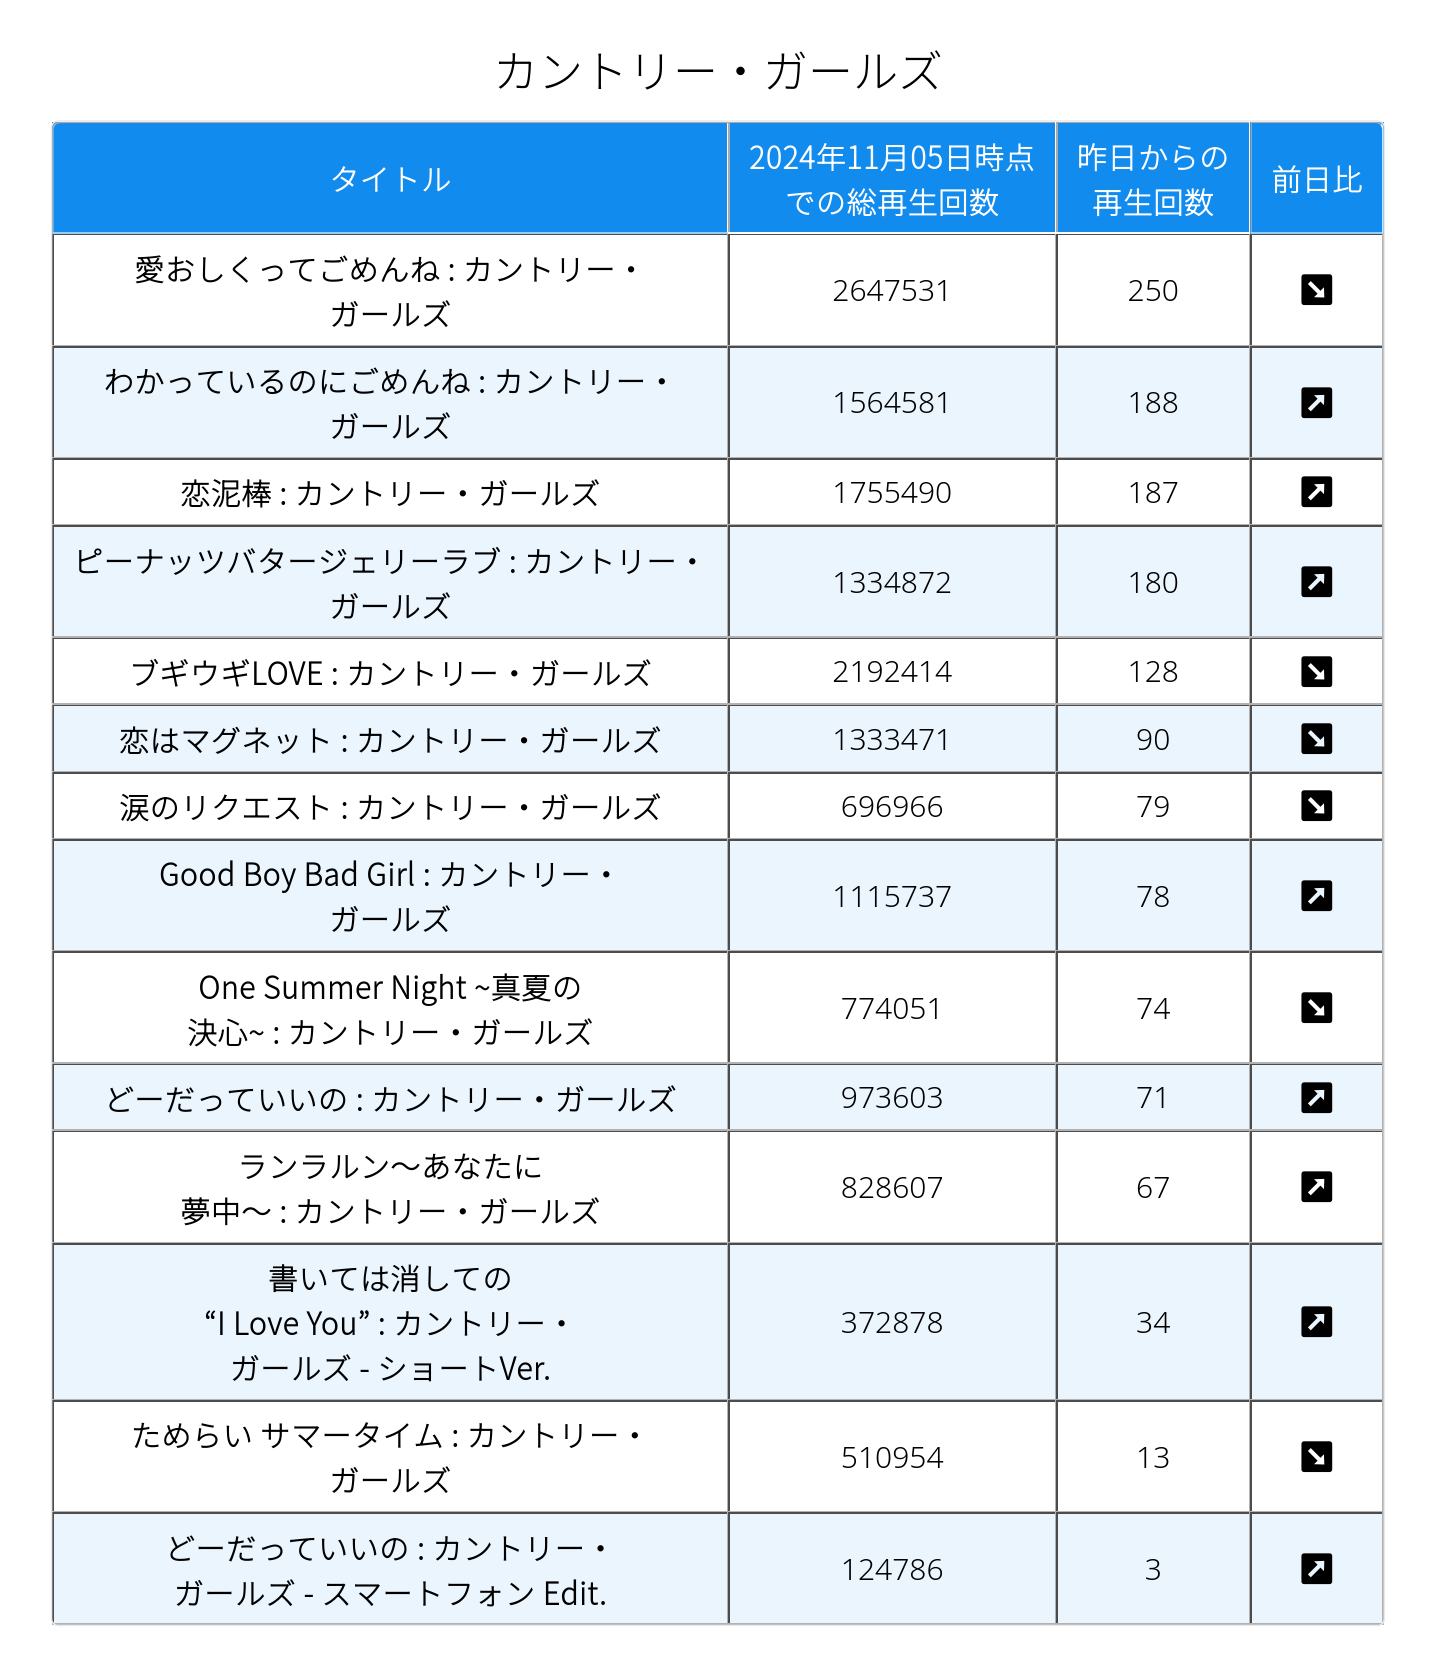 カントリー・ガールズ
タイトル
2024年11月05日時点
での総再生回数
昨日からの
再生回数
前日比
愛おしくってごめんね : カントリー・
ガールズ
2647531
250
わかっているのにごめんね : カントリー・
ガールズ
1564581
188
恋泥棒 : カントリー・ガールズ
1755490
187
ピーナッツバタージェリーラブ : カントリー・
ガールズ
1334872
180
ブギウギLOVE : カントリー・ガールズ
2192414
128
恋はマグネット : カントリー・ガールズ
1333471
90
涙のリクエスト : カントリー・ガールズ
696966
79
Good Boy Bad Girl : カントリー・
ガールズ
1115737
78
One Summer Night ~真夏の
決心~ : カントリー・ガールズ
774051
74
どーだっていいの : カントリー・ガールズ
973603
71
ランラルン〜あなたに
夢中〜 : カントリー・ガールズ
828607
67
書いては消しての
“I Love You” : カントリー・
ガールズ - ショートVer.
372878
34
ためらい サマータイム : カントリー・
ガールズ
510954
13
どーだっていいの : カントリー・
ガールズ - スマートフォン Edit.
124786
3